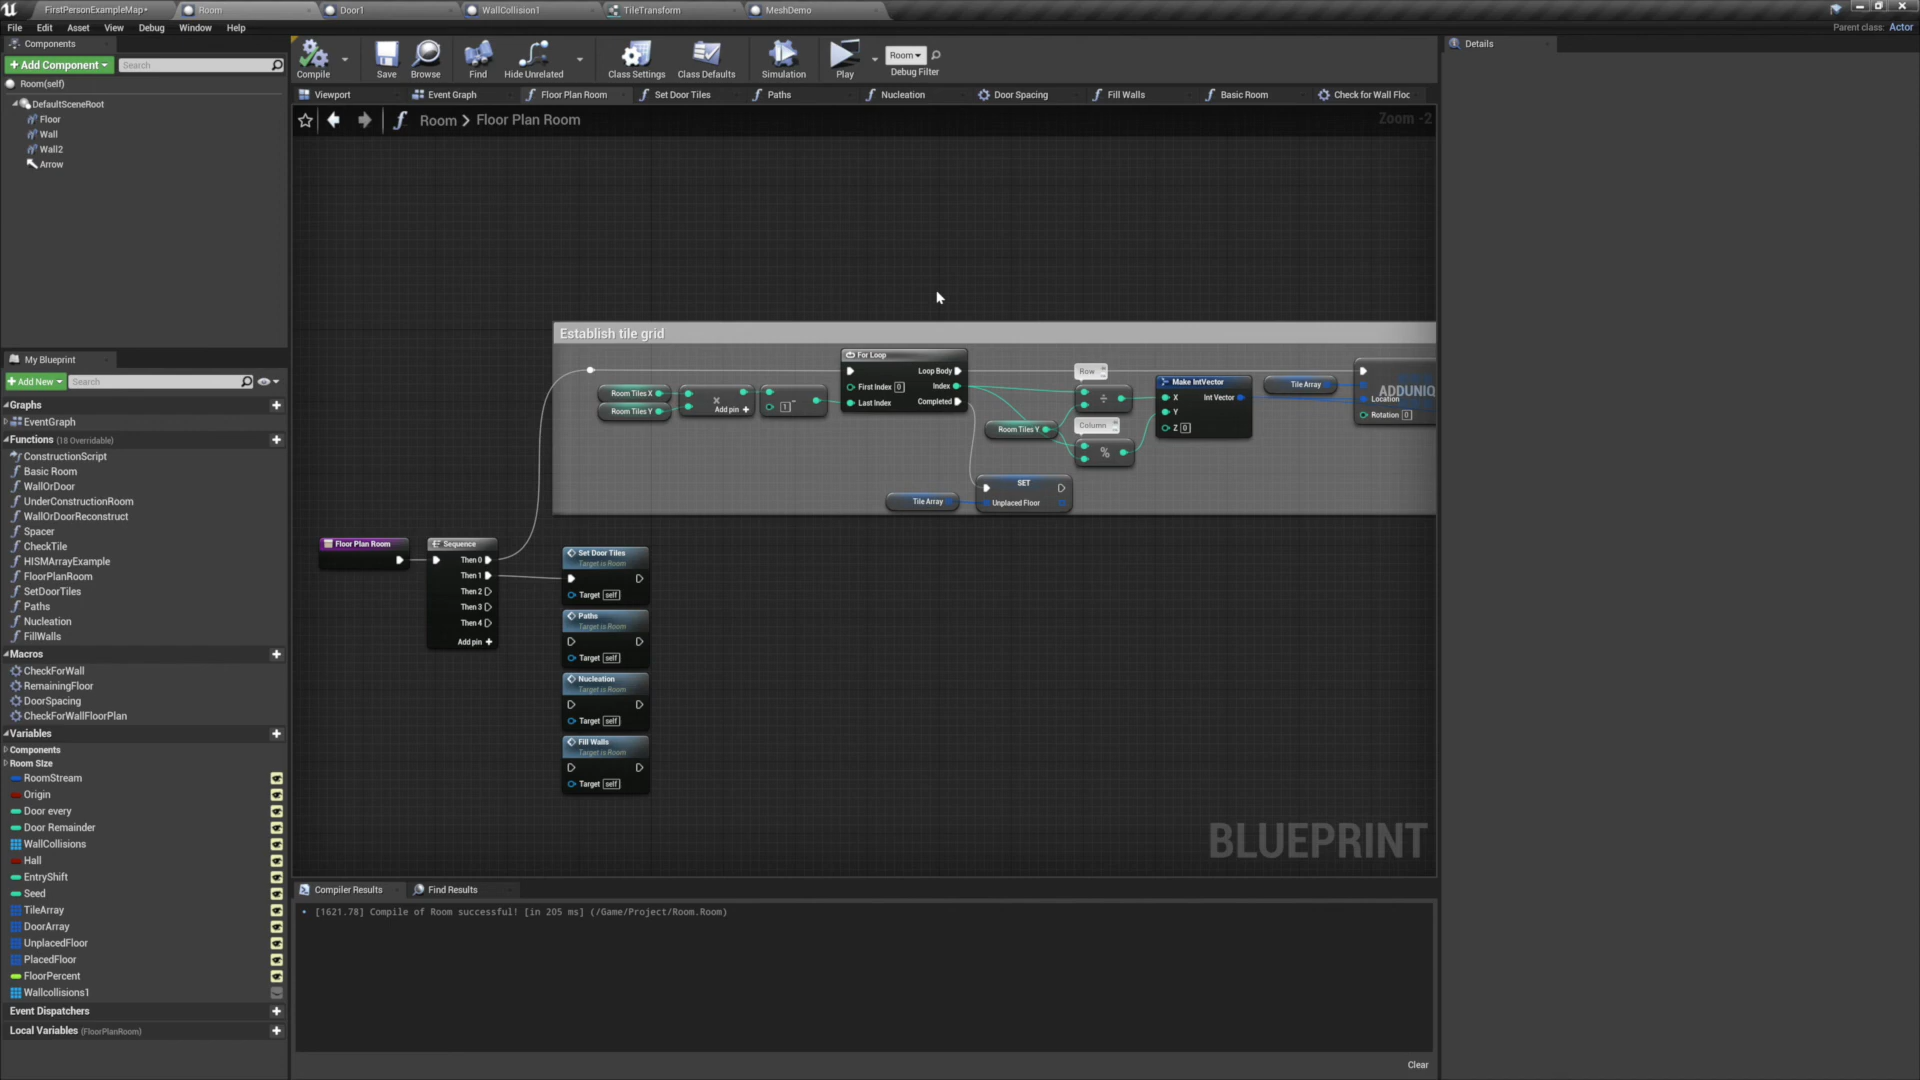 FirstPersonExampleMap•
Room
Door1
WallCollision1
TileTransform
MeshDemo
File Edit Asset View Debug Window Help
Parent class: Actor
Components
+ Add Component
Search
Room(self)
DefaultSceneRoot
Floor
Wall
Wall2
Arrow
Compile
Save
Browse
Find
Hide Unrelated
Class Settings
Class Defaults
Simulation
Play
Room
Debug Filter
Details
Viewport
Event Graph
Floor Plan Room
Set Door Tiles
Paths
Nucleation
Door Spacing
Fill Walls
Basic Room
Check for Wall Floc
Room > Floor Plan Room
Zoom -2
Establish tile grid
Room Tiles X
Room Tiles Y
Add pin +
1
For Loop
Loop Body
First Index 0
Index
Last Index
Completed
Row
÷
Room Tiles Y
Column
%
Make IntVector
X
Int Vector
Y
Z 0
Tile Array
ADDUNIQ
Location
Rotation 0
Tile Array
SET
Unplaced Floor
Floor Plan Room
Sequence
Then 0
Then 1
Then 2
Then 3
Then 4
Add pin +
Set Door Tiles
Target is Room
Target self
Paths
Target is Room
Target self
Nucleation
Target is Room
Target self
Fill Walls
Target is Room
Target self
BLUEPRINT
My Blueprint
+ Add New
Search
Graphs
EventGraph
Functions (18 Overridable)
ConstructionScript
Basic Room
WallOrDoor
UnderConstructionRoom
WallOrDoorReconstruct
Spacer
CheckTile
HISMArrayExample
FloorPlanRoom
SetDoorTiles
Paths
Nucleation
FillWalls
Macros
CheckForWall
RemainingFloor
DoorSpacing
CheckForWallFloorPlan
Variables
Components
Room SIze
RoomStream
Origin
Door every
Door Remainder
WallCollisions
Hall
EntryShift
Seed
TileArray
DoorArray
UnplacedFloor
PlacedFloor
FloorPercent
Wallcollisions1
Event Dispatchers
Local Variables (FloorPlanRoom)
Compiler Results
Find Results
• [1621.78] Compile of Room successful! [in 205 ms] (/Game/Project/Room.Room)
Clear